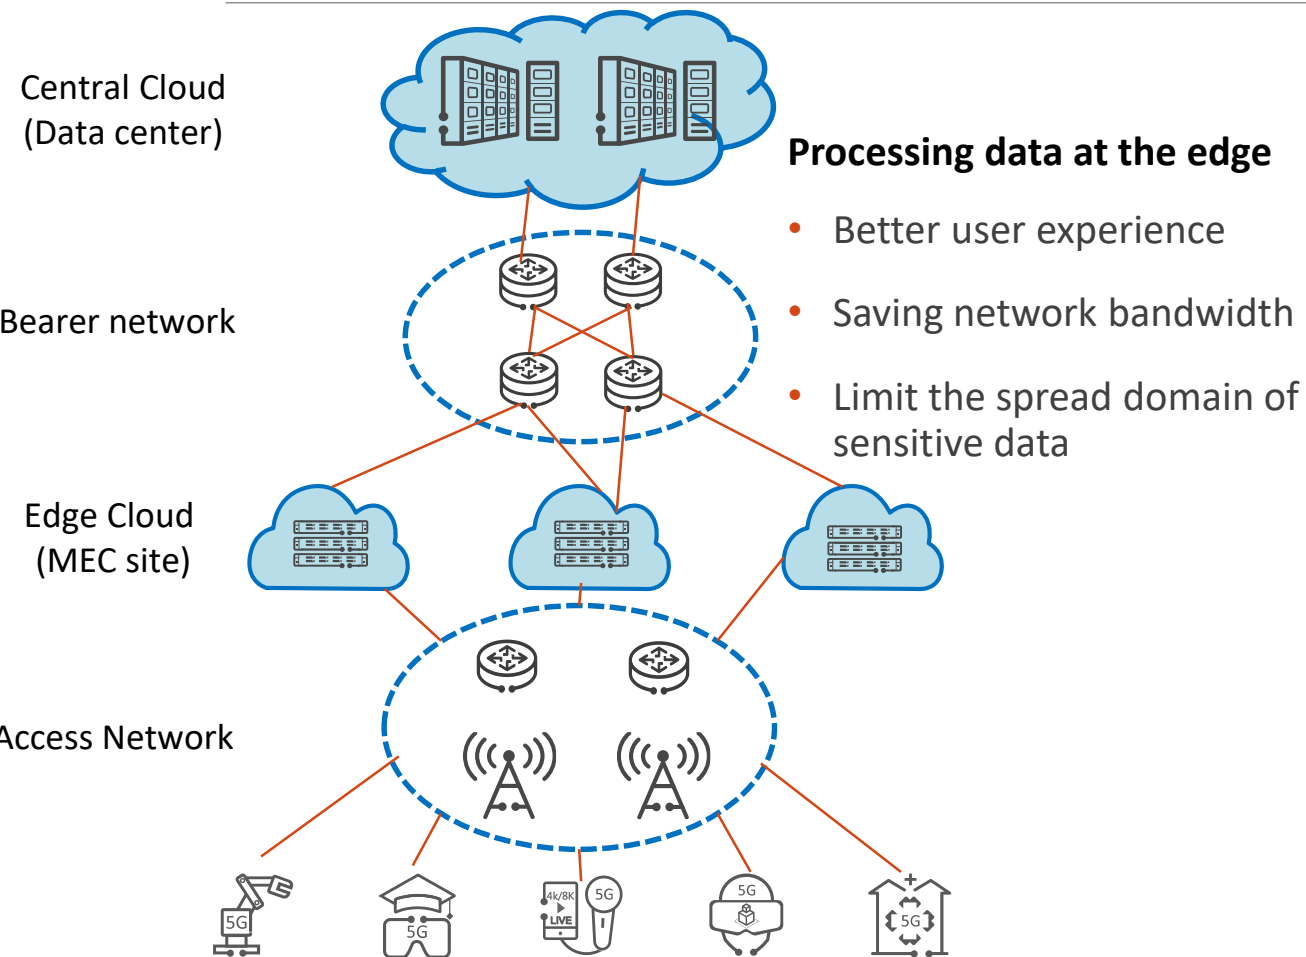 Central Cloud
(Data center)
Processing data at the edge
• Better user experience
Bearer network
• Saving network bandwidth
• Limit the spread domain of
sensitive data
Edge Cloud
(MEC site)
Access Network
5G
5G
4k/8K
LIVE
5G
5G
5G